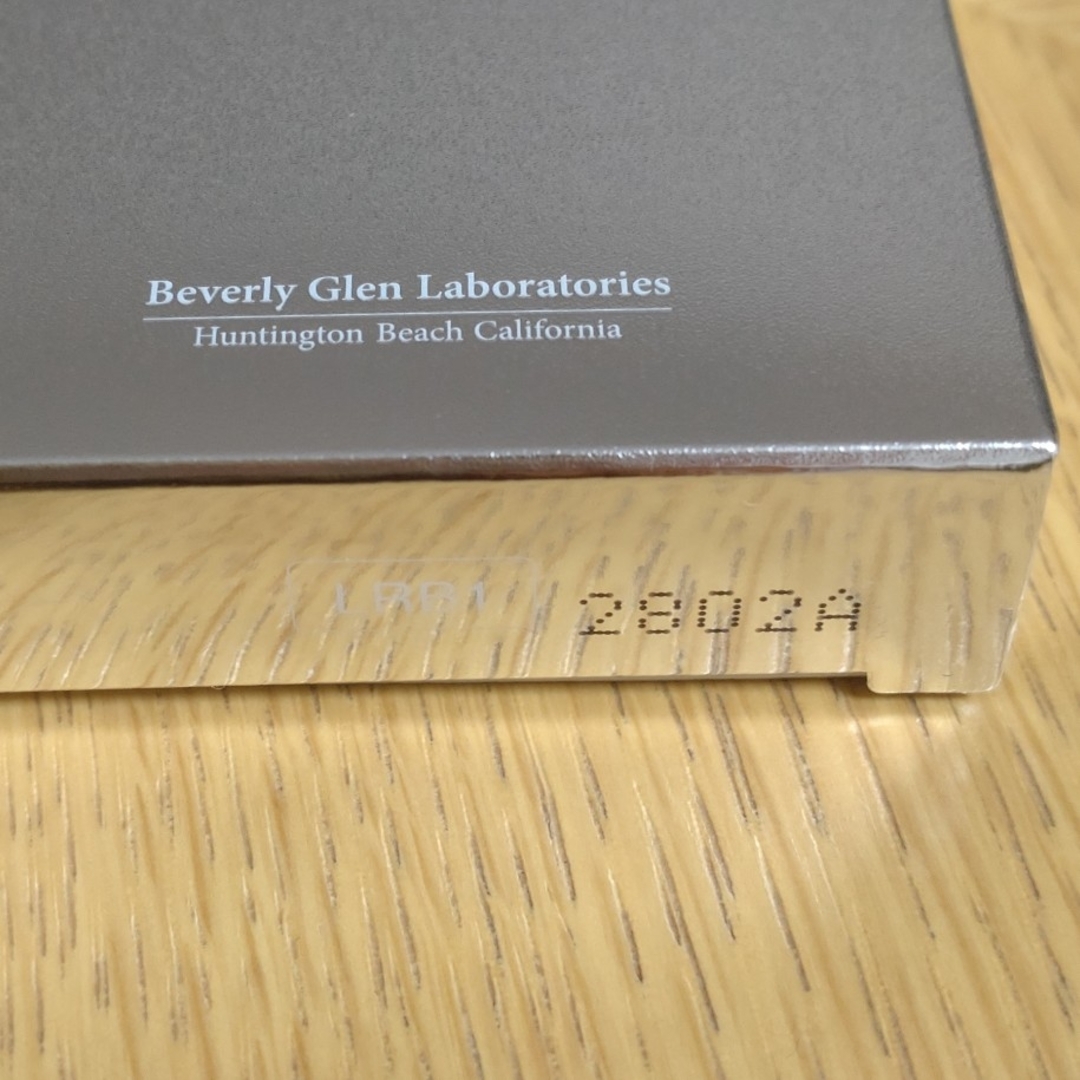 Beverly Glen Laboratories
Huntington Beach California
2802A